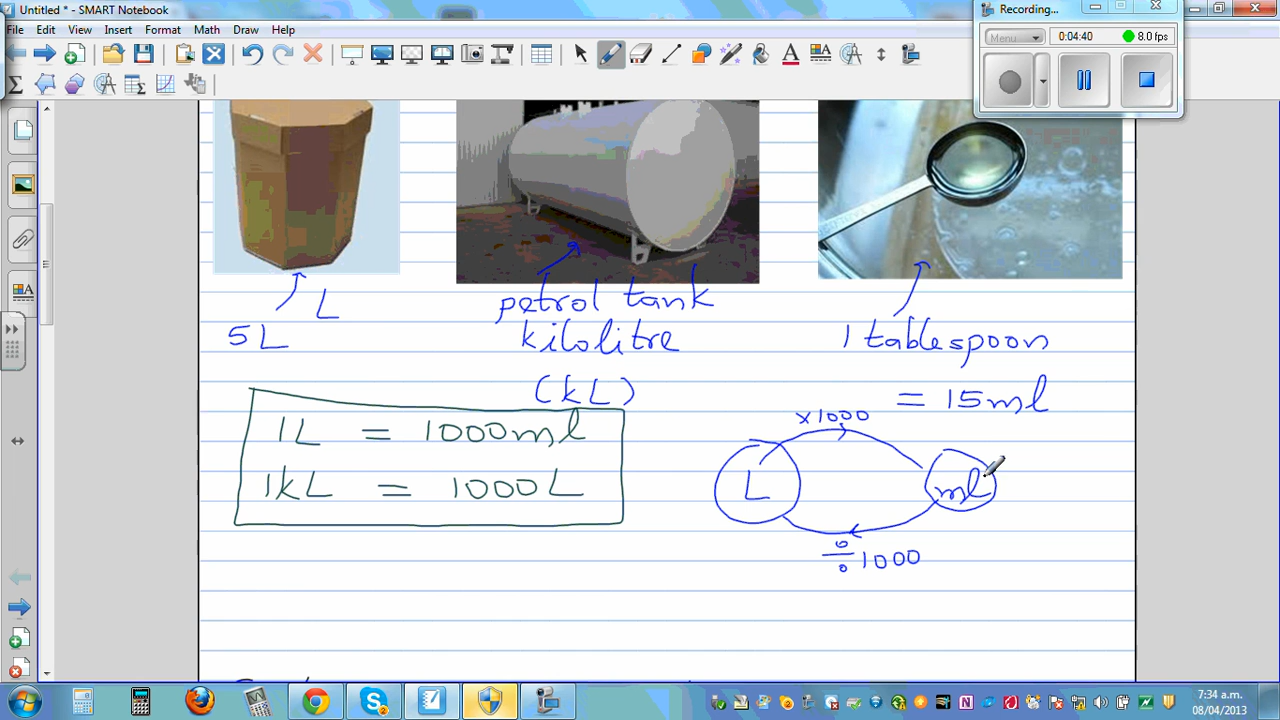 Untitled * - SMART Notebook
Recording...
File Edit View Insert Format Math Draw Help
Menu
0:04:40
8.0 fps
L
5L
petrol tank
kilolitre
(kL)
1 tablespoon
= 15ml
1L = 1000ml
1kL = 1000L
x1000
L
ml
÷1000
7:34 a.m.
08/04/2013